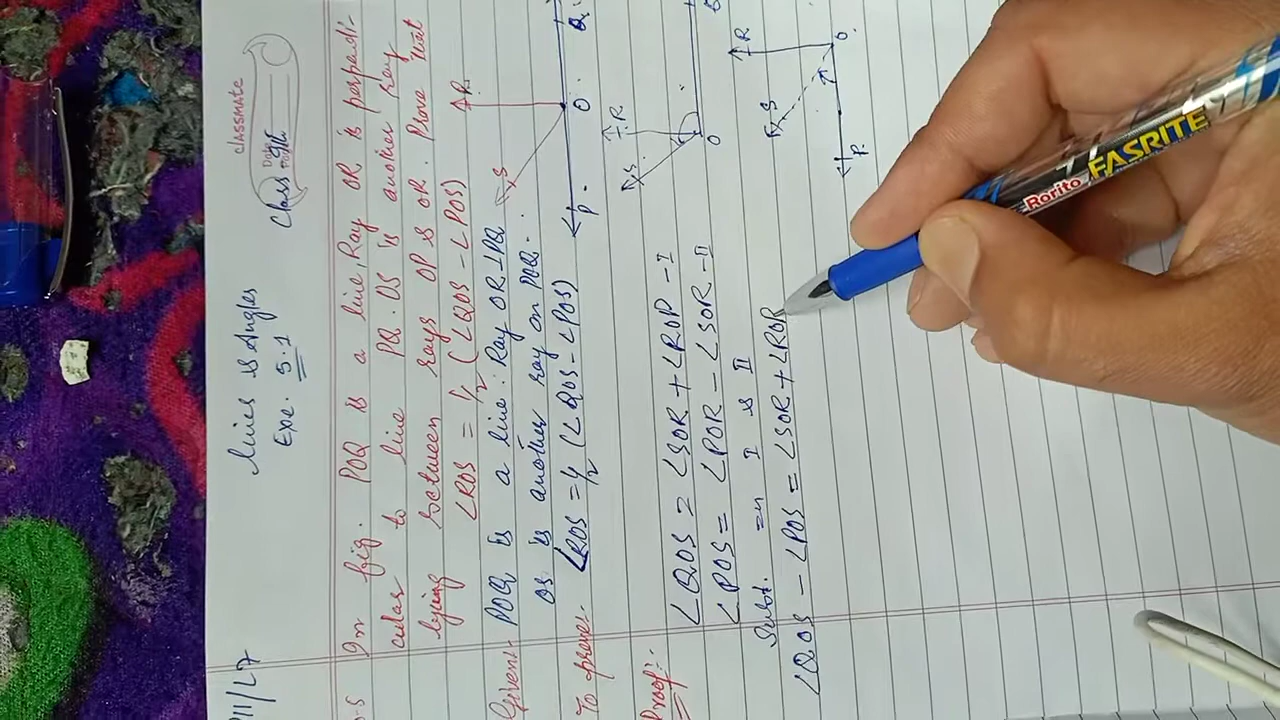 CLASSMATE
Class 9th
Lines & Angles
Exe. 5.1
In fig. POQ is a line, Ray OR is perpendi-
cular to line PQ. OS is another ray
lying between rays OP & OR. Prove that
∠ROS = 1/2 (∠QOS - ∠POS)
Given: POQ is a line. Ray OR⊥PQ
OS is another ray on POQ.
To prove: ∠ROS = 1/2 (∠QOS - ∠POS)
R
S
P
O
Q
Proof:-
∠QOS = ∠SOR + ∠ROP - I
∠POS = ∠POR - ∠SOR - II
R
S
O
Subt. =n I & II
∠QOS - ∠POS = ∠SOR + ∠ROP
R
S
O
P
Rorito
FASRITE